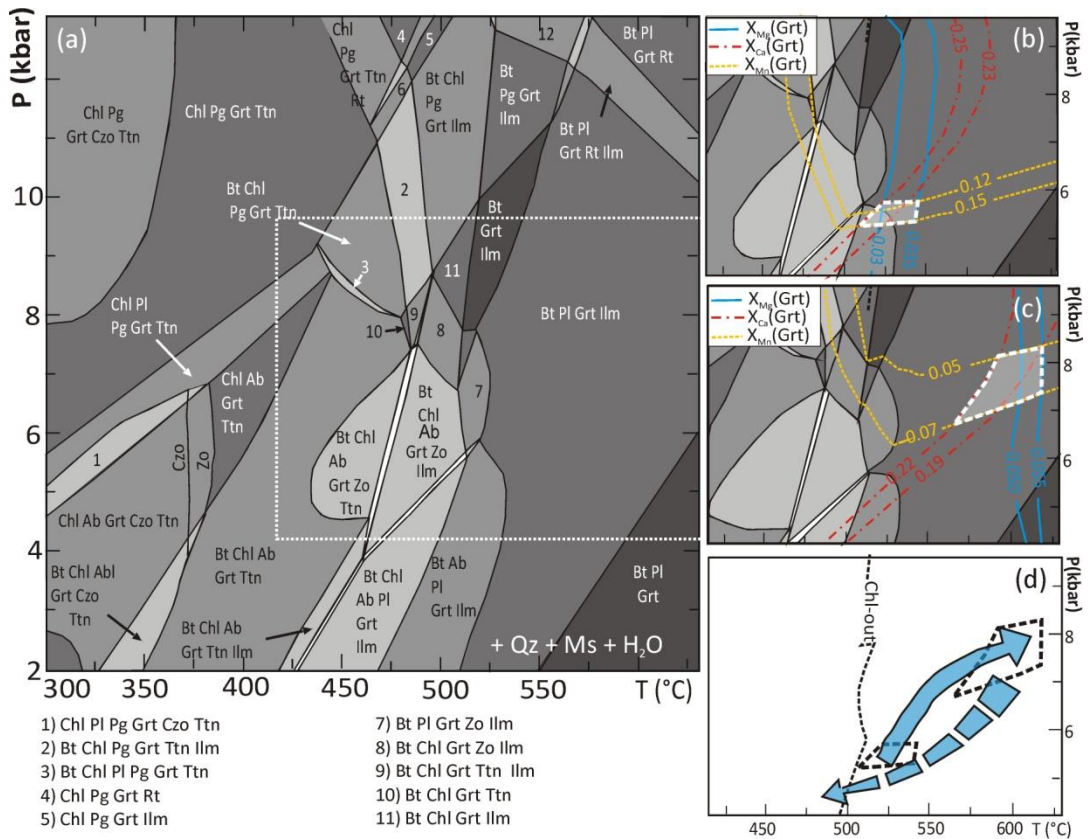 (a)
P (kbar)
10
8
6
4
2
300
350
400
450
500
550
T (°C)
Chl Pg
Grt Czo Ttn
Chl Pg Grt Ttn
Chl
Pg
Grt Ttn
Rt
4
5
6
Bt Chl
Pg
Grt Ilm
Bt
Pg Grt
Ilm
12
Bt Pl
Grt Rt
Bt Pl
Grt Rt Ilm
Bt Chl
Pg Grt Ttn
2
3
Bt
Grt
Ilm
11
9
10
8
Bt Pl Grt Ilm
Chl Pl
Pg Grt Ttn
Chl Ab
Grt
Ttn
7
1
Czo
Zo
Bt Chl
Ab
Grt Zo
Ttn
Bt
Chl
Ab
Grt Zo
Ilm
Chl Ab Grt Czo Ttn
Bt Chl Abl
Grt Czo
Ttn
Bt Chl Ab
Grt Ttn
Bt Chl Ab
Grt Ttn Ilm
Bt Chl
Ab Pl
Grt
Ilm
Bt Ab
Pl
Grt Ilm
Bt Pl
Grt
+ Qz + Ms + H₂O
1) Chl Pl Pg Grt Czo Ttn
2) Bt Chl Pg Grt Ttn Ilm
3) Bt Chl Pl Pg Grt Ttn
4) Chl Pg Grt Rt
5) Chl Pg Grt Ilm
7) Bt Pl Grt Zo Ilm
8) Bt Chl Grt Zo Ilm
9) Bt Chl Grt Ttn Ilm
10) Bt Chl Grt Ttn
11) Bt Chl Grt Ilm
X_Mg(Grt)
X_Ca(Grt)
X_Mn(Grt)
(b)
P(kbar)
8
6
0.25
0.23
0.12
0.15
0.03
X_Mg(Grt)
X_Ca(Grt)
X_Mn(Grt)
(c)
P(kbar)
8
6
0.05
0.07
0.22
0.19
(d)
P(kbar)
8
6
Chl-out
450
500
550
600
T (°C)